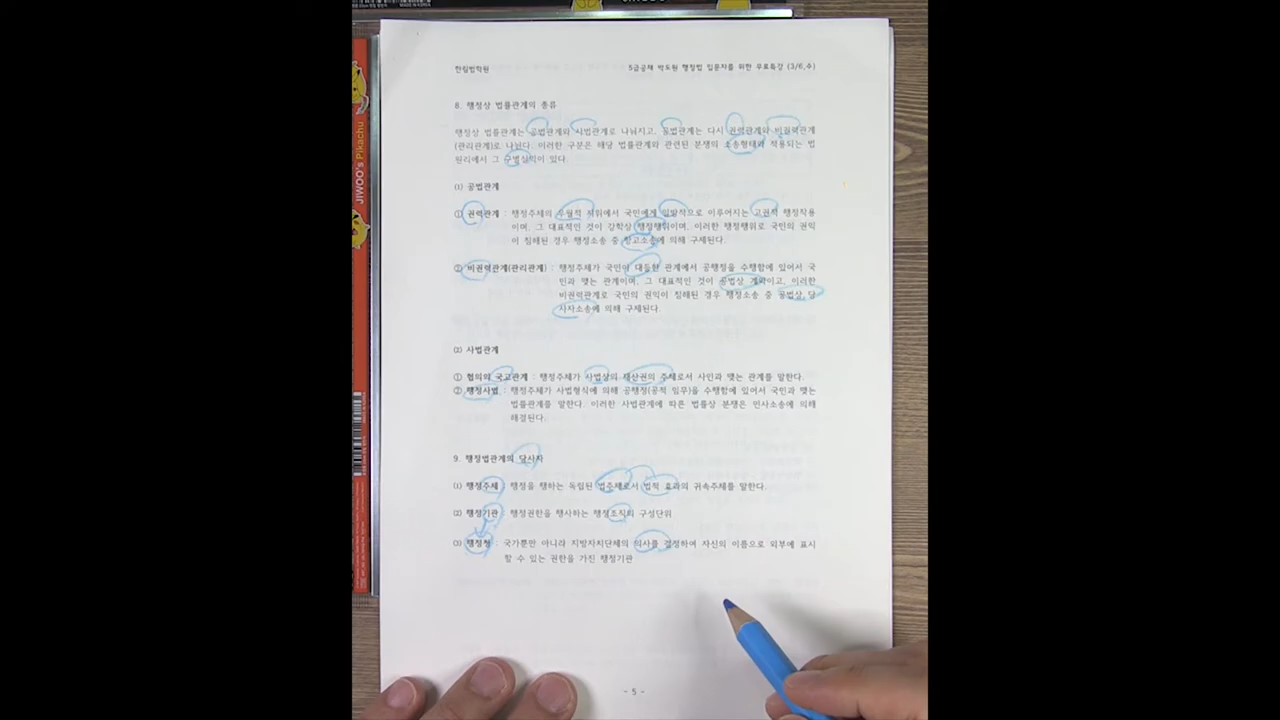 JIWOO's Pikachu
한림법학원
5급공채 박도원 행정법 입문자를 위한 무료특강 (3/6,수)
8. 행정상 법률관계의 종류
행정상 법률관계는 공법관계와 사법관계로 나눠지고, 공법관계는 다시 권력관계와 비권력관계
(관리관계)로 나뉜다. 이러한 구분은 해당 법률관계와 관련된 분쟁의 소송형태와 적용되는 법
원리에서 그 구별실익이 있다.
(1) 공법관계
① 권력관계 : 행정주체의 우월적 지위에서 국민에게 일방적으로 이루어지는 고권적 행정작용
이며, 그 대표적인 것이 강학상 행정행위이며, 이러한 행정행위로 국민의 권익
이 침해된 경우 행정소송 중 항고소송에 의해 구제된다.
② 비권력관계(관리관계) : 행정주체가 국민이 대등한 관계에서 공행정을 수행함에 있어서 국
민과 맺는 관계이며, 그 대표적인 것이 공법상 계약이고, 이러한
비권력관계로 국민의 권익이 침해된 경우 행정소송 중 공법상 당
사자소송에 의해 구제된다
(2) 사법관계
① 협의의 국고관계 : 행정주체가 사법상의 재산권의 주체로서 사인과 맺는 관계를 말한다.
② 행정사법 : 행정주체가 사법형식에 의해 공행정(공적 임무)을 수행함에 있어서 국민과 맺는
법률관계를 말한다. 이러한 사법관계에 따른 법률상 분쟁은 민사소송에 의해
해결된다.
9. 행정법관계의 당사자
(1) 행정주체 : 행정을 행하는 독립된 법주체로서 법적 효과의 귀속주체를 말한다.
(2) 행정기관 : 행정권한을 행사하는 행정조직의 구성단위
(3) 행정청 : 국가뿐만 아니라 지방자치단체의 의사를 결정하여 자신의 이름으로 외부에 표시
할 수 있는 권한을 가진 행정기관
- 5 -